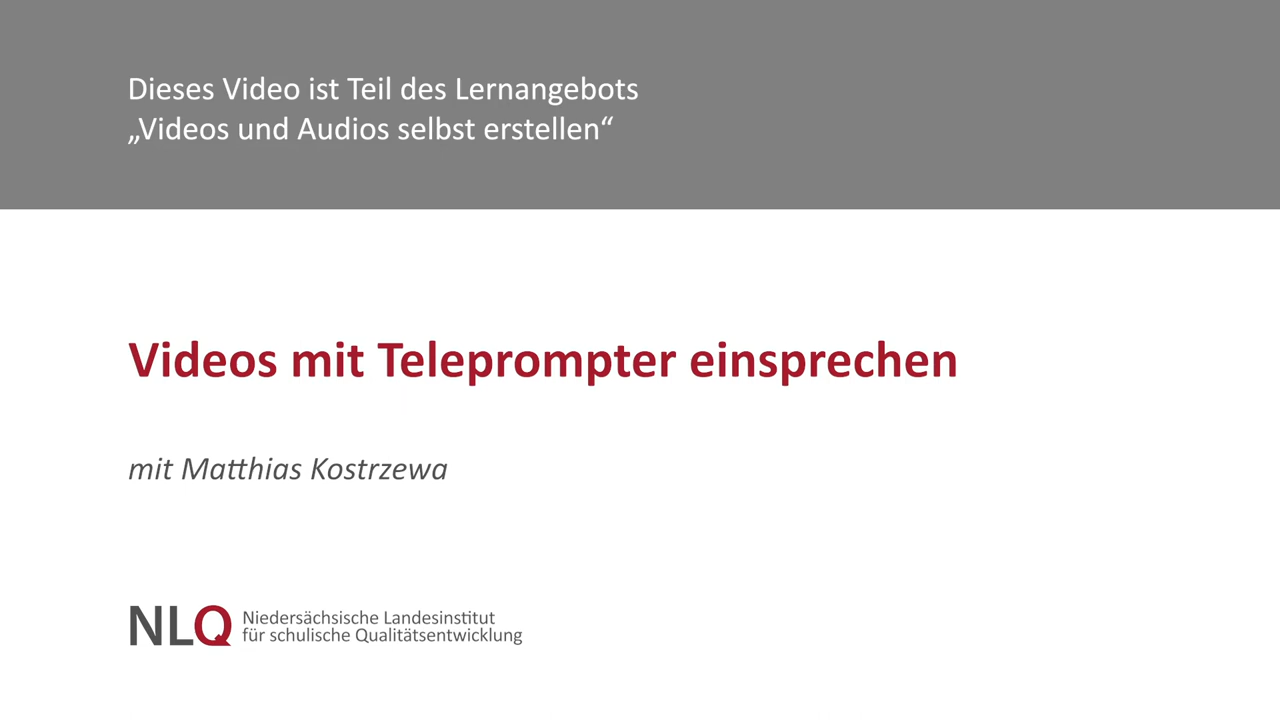 Dieses Video ist Teil des Lernangebots
„Videos und Audios selbst erstellen“
Videos mit Teleprompter einsprechen
mit Matthias Kostrzewa
NLQ Niedersächsische Landesinstitut
für schulische Qualitätsentwicklung